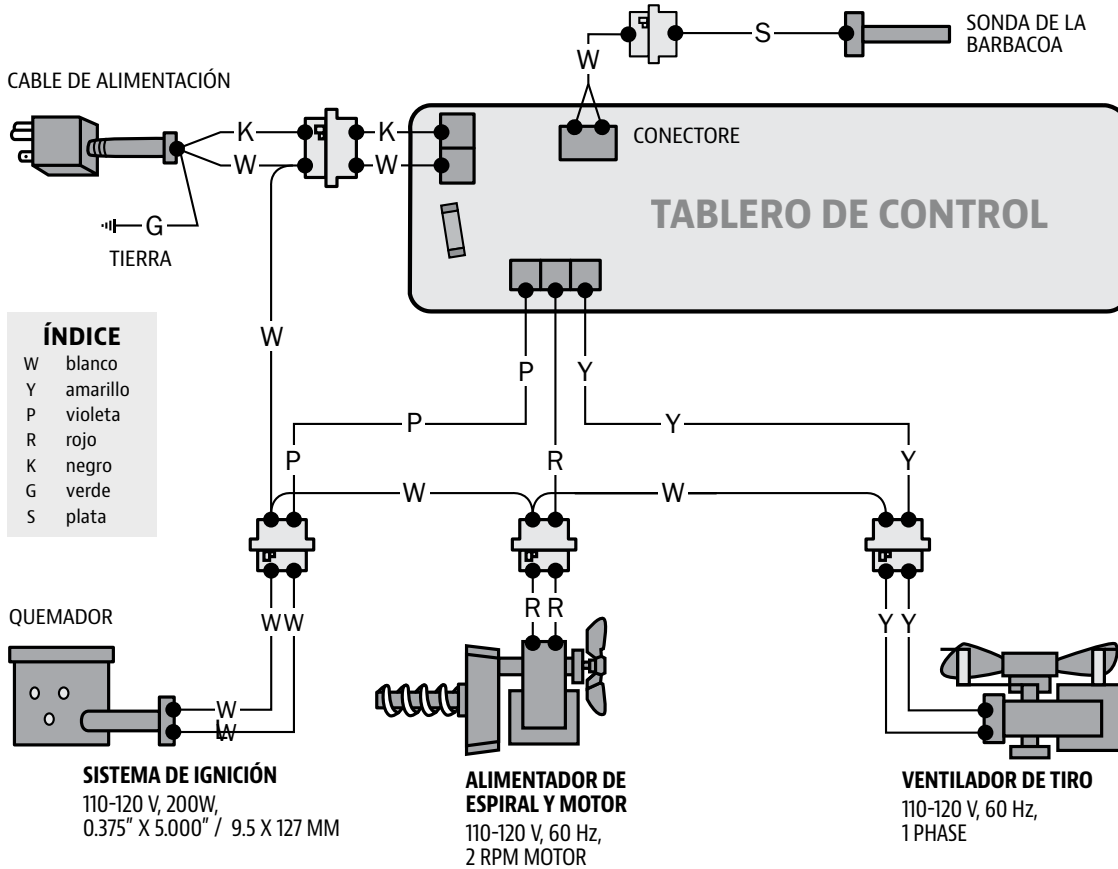 SONDA DE LA
BARBACOA
S
W
CABLE DE ALIMENTACIÓN
K
K
CONECTORE
W
W
TABLERO DE CONTROL
G
TIERRA
ÍNDICE
W blanco
Y amarillo
P violeta
R rojo
K negro
G verde
S plata
W
P
Y
P
Y
P
R
Y
W
W
QUEMADOR
W W
R R
Y Y
W
L
W
SISTEMA DE IGNICIÓN
110-120 V, 200W,
0.375" X 5.000" / 9.5 X 127 MM
ALIMENTADOR DE
ESPIRAL Y MOTOR
110-120 V, 60 Hz,
2 RPM MOTOR
VENTILADOR DE TIRO
110-120 V, 60 Hz,
1 PHASE